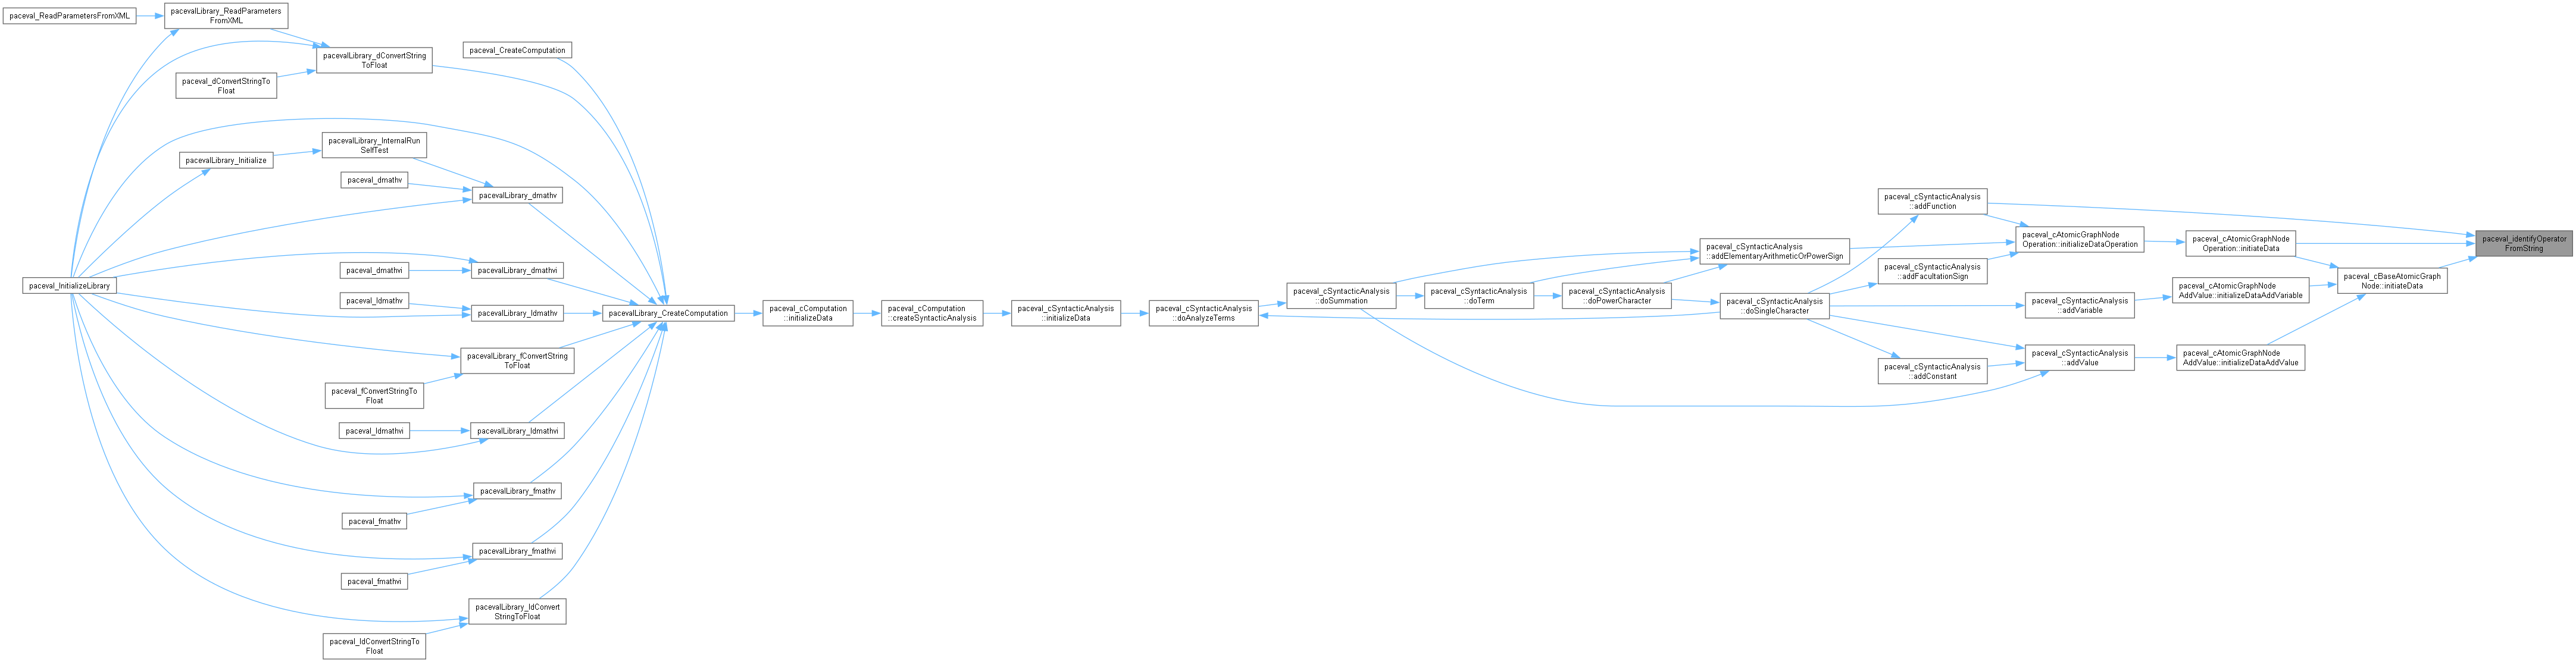 paceval_ReadParametersFromXML
pacevalLibrary_ReadParameters
FromXML
pacevalLibrary_dConvertString
ToFloat
paceval_dConvertStringTo
Float
paceval_CreateComputation
pacevalLibrary_InternalRun
SelfTest
pacevalLibrary_Initialize
paceval_dmathv
pacevalLibrary_dmathv
paceval_dmathvi
pacevalLibrary_dmathvi
paceval_InitializeLibrary
paceval_ldmathv
pacevalLibrary_ldmathv
pacevalLibrary_CreateComputation
pacevalLibrary_fConvertString
ToFloat
paceval_fConvertStringTo
Float
paceval_ldmathvi
pacevalLibrary_ldmathvi
pacevalLibrary_fmathv
paceval_fmathv
pacevalLibrary_fmathvi
paceval_fmathvi
pacevalLibrary_ldConvert
StringToFloat
paceval_ldConvertStringTo
Float
paceval_cComputation
::initializeData
paceval_cComputation
::createSyntacticAnalysis
paceval_cSyntacticAnalysis
::initializeData
paceval_cSyntacticAnalysis
::doAnalyzeTerms
paceval_cSyntacticAnalysis
::doSummation
paceval_cSyntacticAnalysis
::doTerm
paceval_cSyntacticAnalysis
::doPowerCharacter
paceval_cSyntacticAnalysis
::addElementaryArithmeticOrPowerSign
paceval_cSyntacticAnalysis
::doSingleCharacter
paceval_cSyntacticAnalysis
::addFunction
paceval_cSyntacticAnalysis
::addFacultationSign
paceval_cSyntacticAnalysis
::addConstant
paceval_cAtomicGraphNode
Operation::initializeDataOperation
paceval_cSyntacticAnalysis
::addVariable
paceval_cSyntacticAnalysis
::addValue
paceval_cAtomicGraphNode
Operation::initiateData
paceval_cAtomicGraphNode
AddValue::initializeDataAddVariable
paceval_cAtomicGraphNode
AddValue::initializeDataAddValue
paceval_cBaseAtomicGraph
Node::initiateData
paceval_identifyOperator
FromString